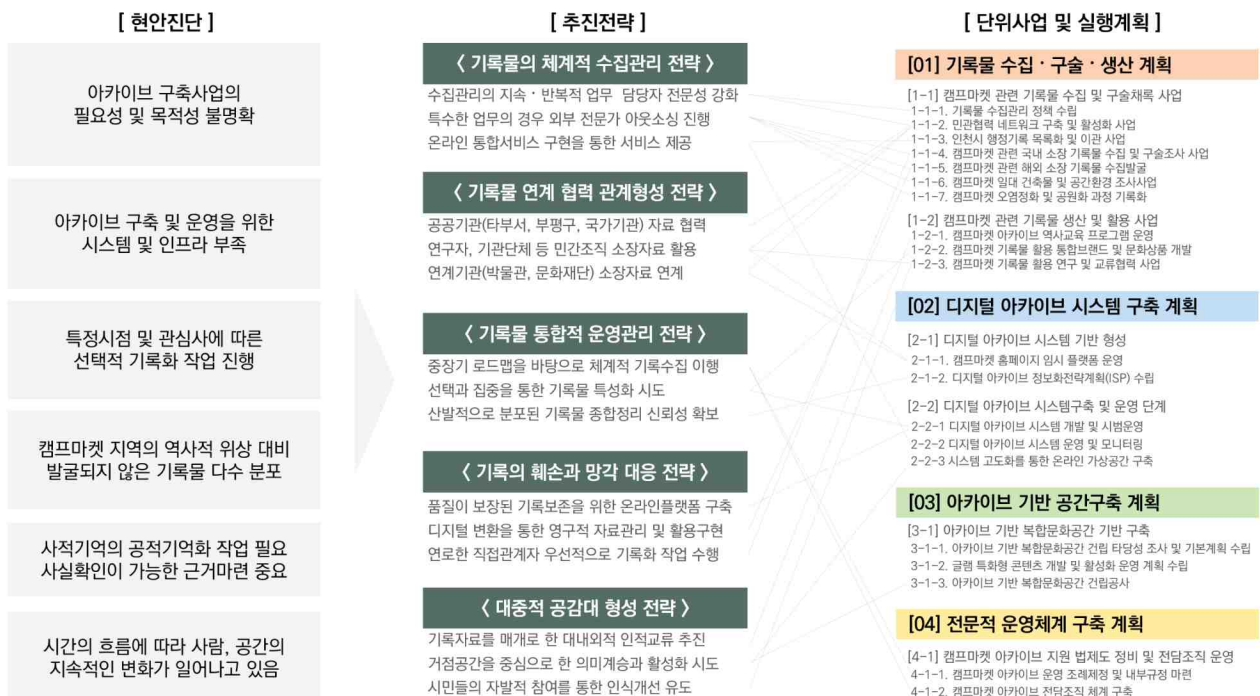 [ 현안진단 ]
아카이브 구축사업의
필요성 및 목적성 불명확
아카이브 구축 및 운영을 위한
시스템 및 인프라 부족
특정시점 및 관심사에 따른
선택적 기록화 작업 진행
캠프마켓 지역의 역사적 위상 대비
발굴되지 않은 기록물 다수 분포
사적기억의 공적기억화 작업 필요
사실확인이 가능한 근거마련 중요
시간의 흐름에 따라 사람, 공간의
지속적인 변화가 일어나고 있음
[ 추진전략 ]
〈 기록물의 체계적 수집관리 전략 〉
수집관리의 지속 · 반복적 업무 담당자 전문성 강화
특수한 업무의 경우 외부 전문가 아웃소싱 진행
온라인 통합서비스 구현을 통한 서비스 제공
〈 기록물 연계 협력 관계형성 전략 〉
공공기관(타부서, 부평구, 국가기관) 자료 협력
연구자, 기관단체 등 민간조직 소장자료 활용
연계기관(박물관, 문화재단) 소장자료 연계
〈 기록물 통합적 운영관리 전략 〉
중장기 로드맵을 바탕으로 체계적 기록수집 이행
선택과 집중을 통한 기록물 특성화 시도
산발적으로 분포된 기록물 종합정리 신뢰성 확보
〈 기록의 훼손과 망각 대응 전략 〉
품질이 보장된 기록보존을 위한 온라인플랫폼 구축
디지털 변환을 통한 영구적 자료관리 및 활용구현
연로한 직접관계자 우선적으로 기록화 작업 수행
〈 대중적 공감대 형성 전략 〉
기록자료를 매개로 한 대내외적 인적교류 추진
거점공간을 중심으로 한 의미계승과 활성화 시도
시민들의 자발적 참여를 통한 인식개선 유도
[ 단위사업 및 실행계획 ]
[01] 기록물 수집 · 구술 · 생산 계획
[1-1] 캠프마켓 관련 기록물 수집 및 구술채록 사업
1-1-1. 기록물 수집관리 정책 수립
1-1-2. 민관협력 네트워크 구축 및 활성화 사업
1-1-3. 인천시 행정기록 목록화 및 이관 사업
1-1-4. 캠프마켓 관련 국내 소장 기록물 수집 및 구술조사 사업
1-1-5. 캠프마켓 관련 해외 소장 기록물 수집발굴
1-1-6. 캠프마켓 일대 건축물 및 공간환경 조사사업
1-1-7. 캠프마켓 오염정화 및 공원화 과정 기록화
[1-2] 캠프마켓 관련 기록물 생산 및 활용 사업
1-2-1. 캠프마켓 아카이브 역사교육 프로그램 운영
1-2-2. 캠프마켓 기록물 활용 통합브랜드 및 문화상품 개발
1-2-3. 캠프마켓 기록물 활용 연구 및 교류협력 사업
[02] 디지털 아카이브 시스템 구축 계획
[2-1] 디지털 아카이브 시스템 기반 형성
2-1-1. 캠프마켓 홈페이지 임시 플랫폼 운영
2-1-2. 디지털 아카이브 정보화전략계획(ISP) 수립
[2-2] 디지털 아카이브 시스템구축 및 운영 단계
2-2-1 디지털 아카이브 시스템 개발 및 시범운영
2-2-2 디지털 아카이브 시스템 운영 및 모니터링
2-2-3 시스템 고도화를 통한 온라인 가상공간 구축
[03] 아카이브 기반 공간구축 계획
[3-1] 아카이브 기반 복합문화공간 기반 구축
3-1-1. 아카이브 기반 복합문화공간 건립 타당성 조사 및 기본계획 수립
3-1-2. 글램 특화형 콘텐츠 개발 및 활성화 운영 계획 수립
3-1-3. 아카이브 기반 복합문화공간 건립공사
[04] 전문적 운영체계 구축 계획
[4-1] 캠프마켓 아카이브 지원 법제도 정비 및 전담조직 운영
4-1-1. 캠프마켓 아카이브 운영 조례제정 및 내부규정 마련
4-1-2. 캠프마켓 아카이브 전담조직 체계 구축